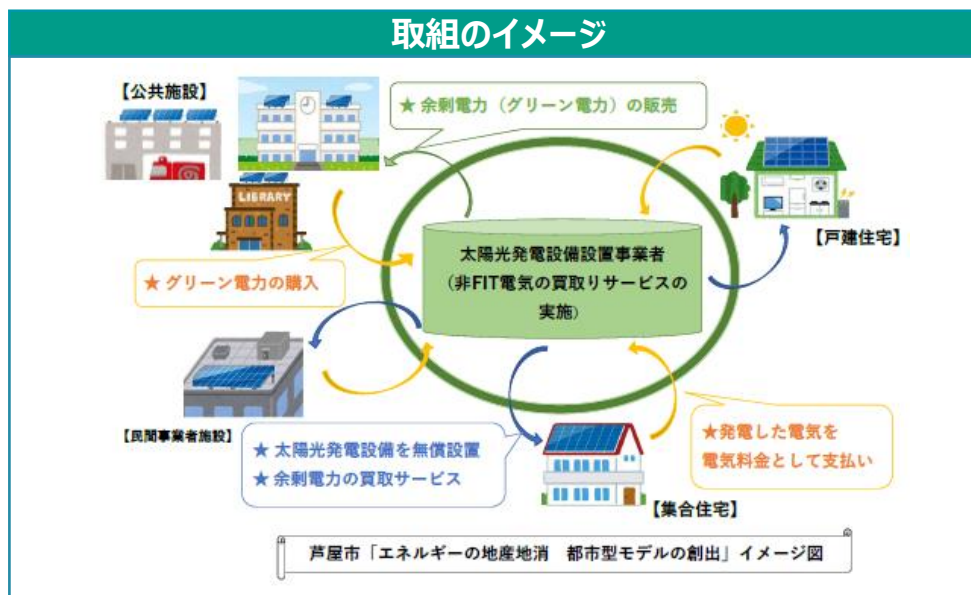 取組のイメージ
【公共施設】
★ 余剰電力(グリーン電力)の販売
LIBRARY
【戸建住宅】
太陽光発電設備設置事業者
(非FIT電気の買取りサービスの
実施)
★ グリーン電力の購入
【民間事業者施設】
★ 太陽光発電設備を無償設置
★ 余剰電力の買取サービス
★発電した電気を
電気料金として支払い
【集合住宅】
芦屋市「エネルギーの地産地消 都市型モデルの創出」イメージ図